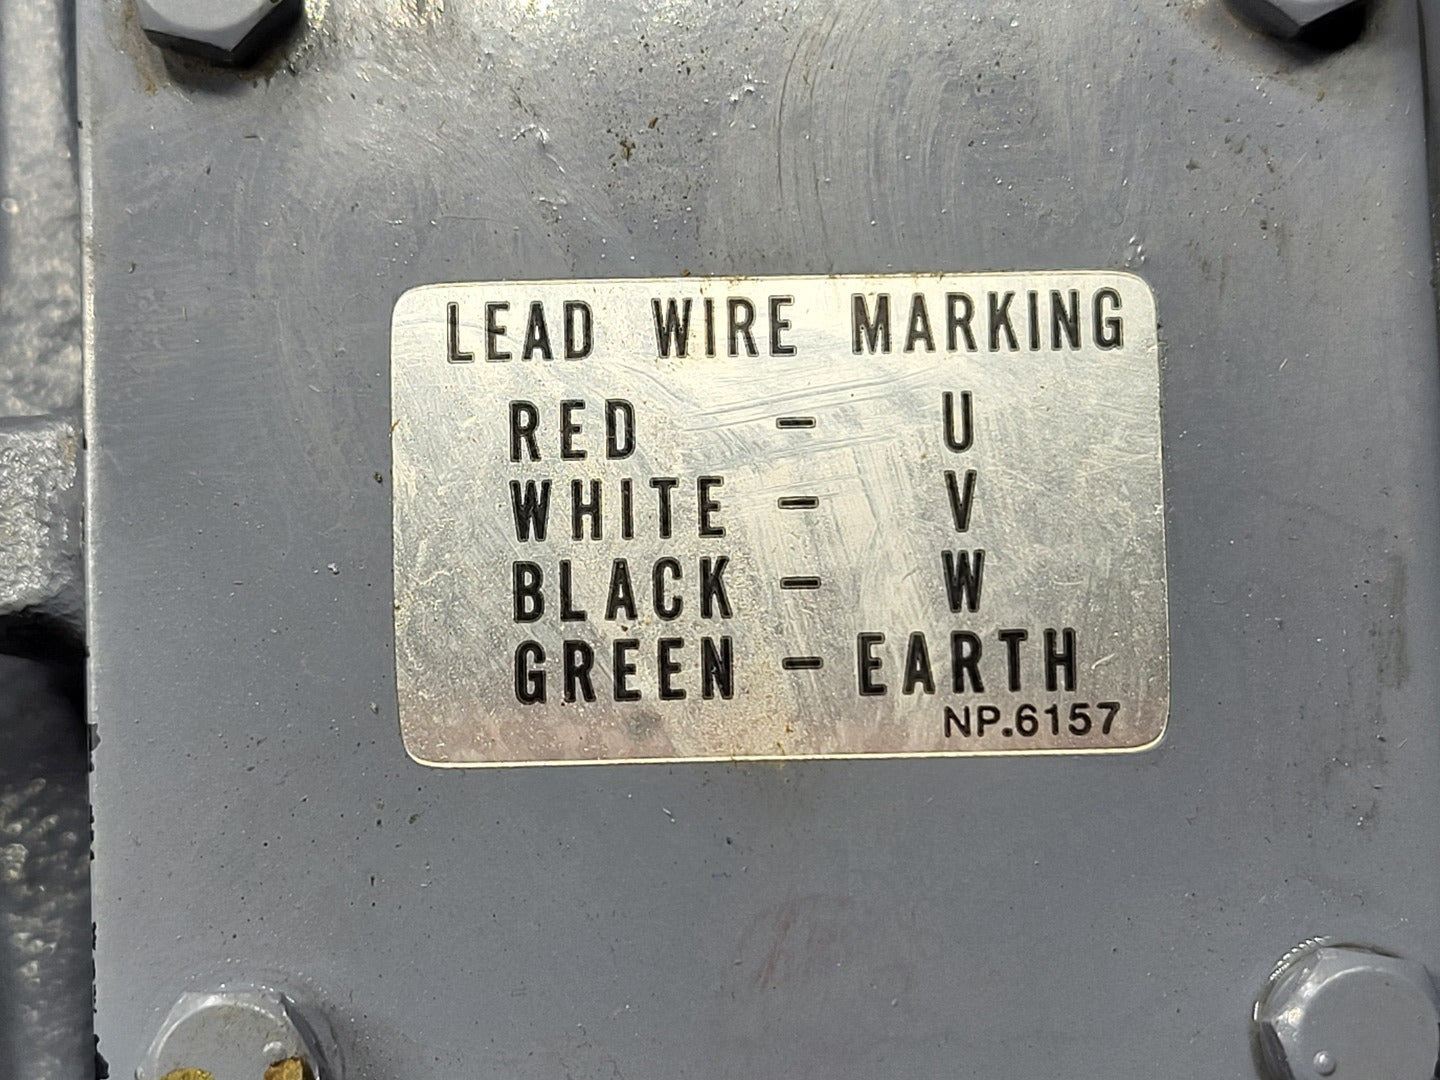 LEAD WIRE MARKING
RED - U
WHITE - V
BLACK - W
GREEN - EARTH
NP.6157